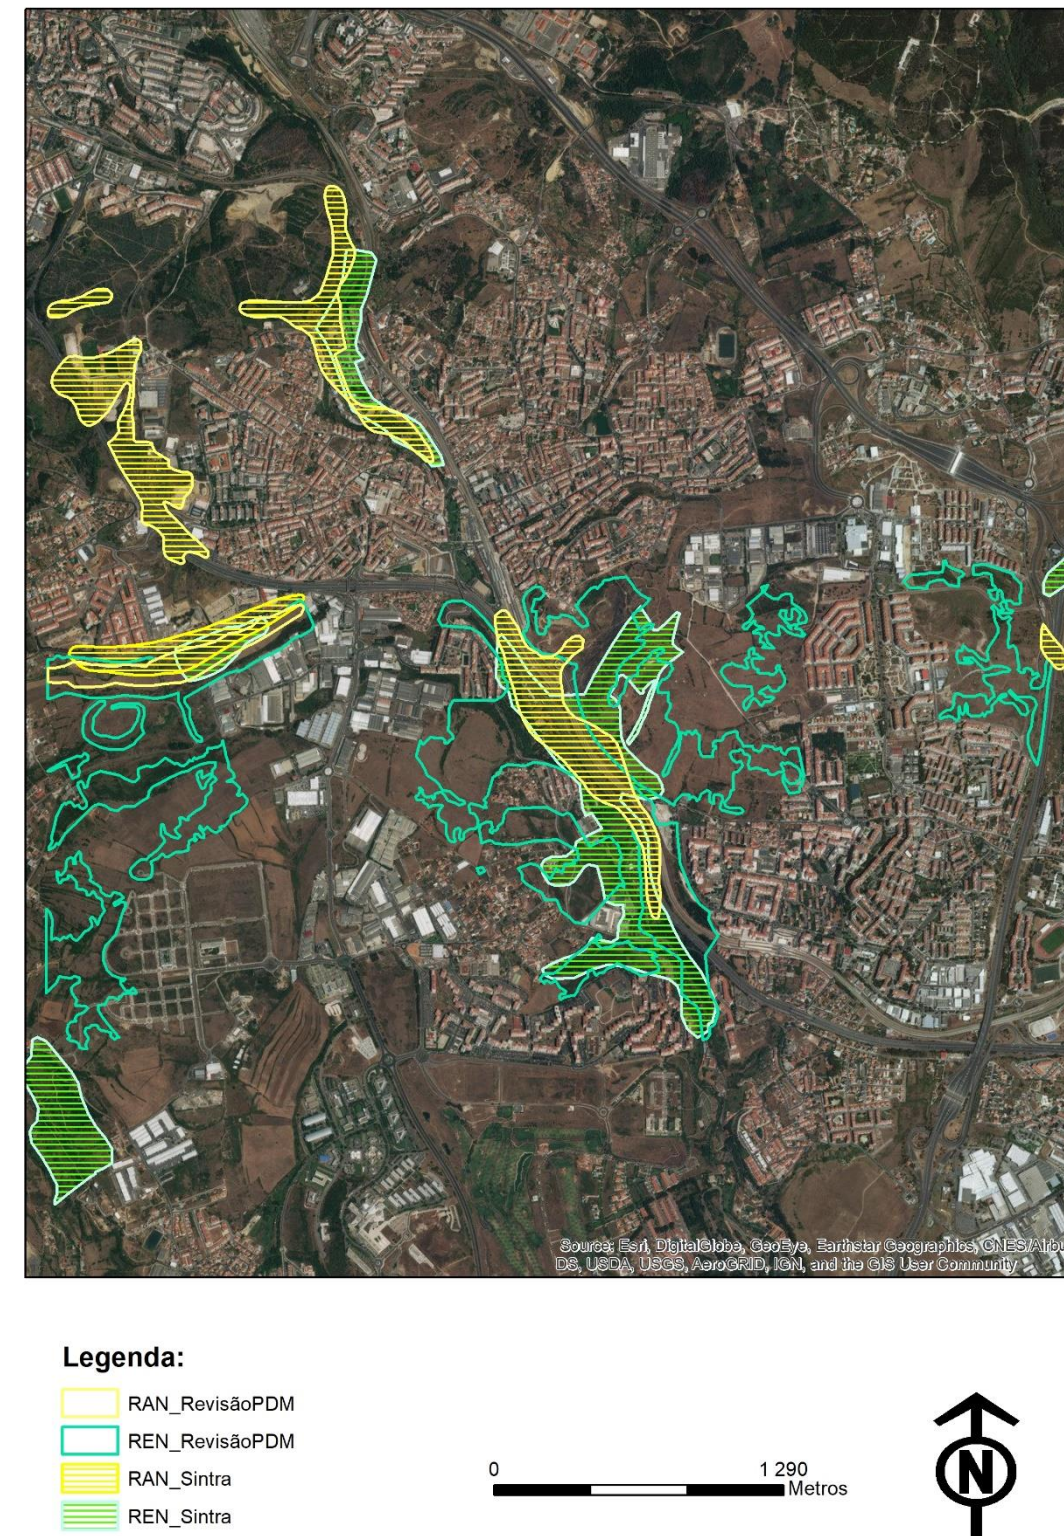 Source: Esri, DigitalGlobe, GeoEye, Earthstar Geographics, CNES/Airbu
DS, USDA, USGS, AeroGRID, IGN, and the GIS User Community
Legenda:
RAN_RevisãoPDM
REN_RevisãoPDM
RAN_Sintra
REN_Sintra
0 1 290
Metros
N